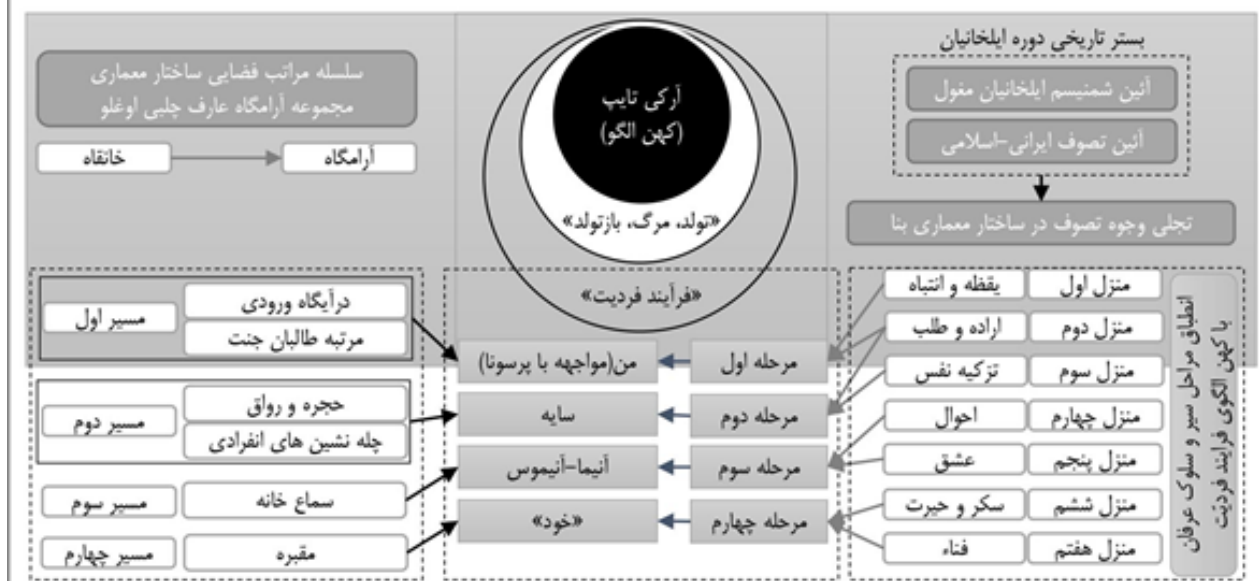 بستر تاریخی دوره ایلخانیان
آئین شمنیسم ایلخانیان مغول
آئین تصوف ایرانی-اسلامی
تجلی وجوه تصوف در ساختار معماری بنا
آرکی تایپ
(کهن الگو)
«تولد، مرگ، بازتولد»
«فرآیند فردیت»
سلسله مراتب فضایی ساختار معماری
مجموعه آرامگاه عارف چلبی اوغلو
خانقاه
آرامگاه
انطباق مراحل سیر و سلوک عرفان
با کهن الگوی فرایند فردیّت
منزل اول یقظه و انتباه
منزل دوم اراده و طلب
منزل سوم تزکیه نفس
منزل چهارم احوال
منزل پنجم عشق
منزل ششم سکر و حیرت
منزل هفتم فناء
مرحله اول من(مواجهه با پرسونا)
مرحله دوم سایه
مرحله سوم آنیما-آنیموس
مرحله چهارم «خود»
درآیگاه ورودی
مرتبه طالبان جنت
مسیر اول
حجره و رواق
چله نشین های انفرادی
مسیر دوم
سماع خانه
مسیر سوم
مقبره
مسیر چهارم